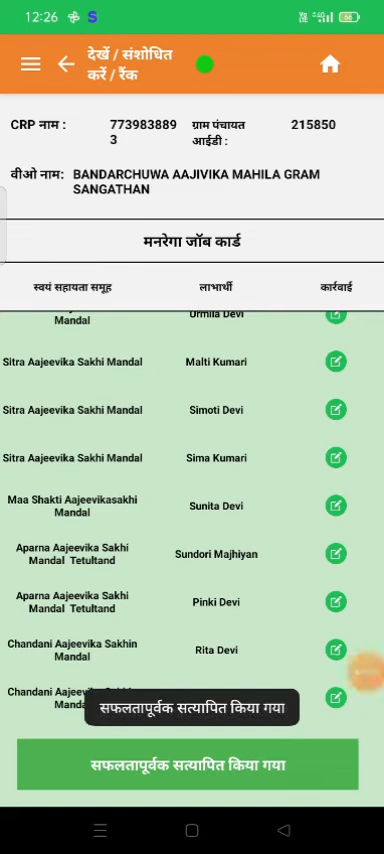 12:26
देखें / संशोधित
करें / रैंक
CRP नाम :
773983889
3
ग्राम पंचायत
आईडी :
215850
वीओ नाम: BANDARCHUWA AAJIVIKA MAHILA GRAM
SANGATHAN
मनरेगा जॉब कार्ड
स्वयं सहायता समूह लाभार्थी कार्रवाई
Mandal
Urmila Devi
Sitra Aajeevika Sakhi Mandal Malti Kumari
Sitra Aajeevika Sakhi Mandal Simoti Devi
Sitra Aajeevika Sakhi Mandal Sima Kumari
Maa Shakti Aajeevikasakhi
Mandal
Sunita Devi
Aparna Aajeevika Sakhi
Mandal Tetultand
Sundori Majhiyan
Aparna Aajeevika Sakhi
Mandal Tetultand
Pinki Devi
Chandani Aajeevika Sakhin
Mandal
Rita Devi
Chandani
सफलतापूर्वक सत्यापित किया गया
सफलतापूर्वक सत्यापित किया गया